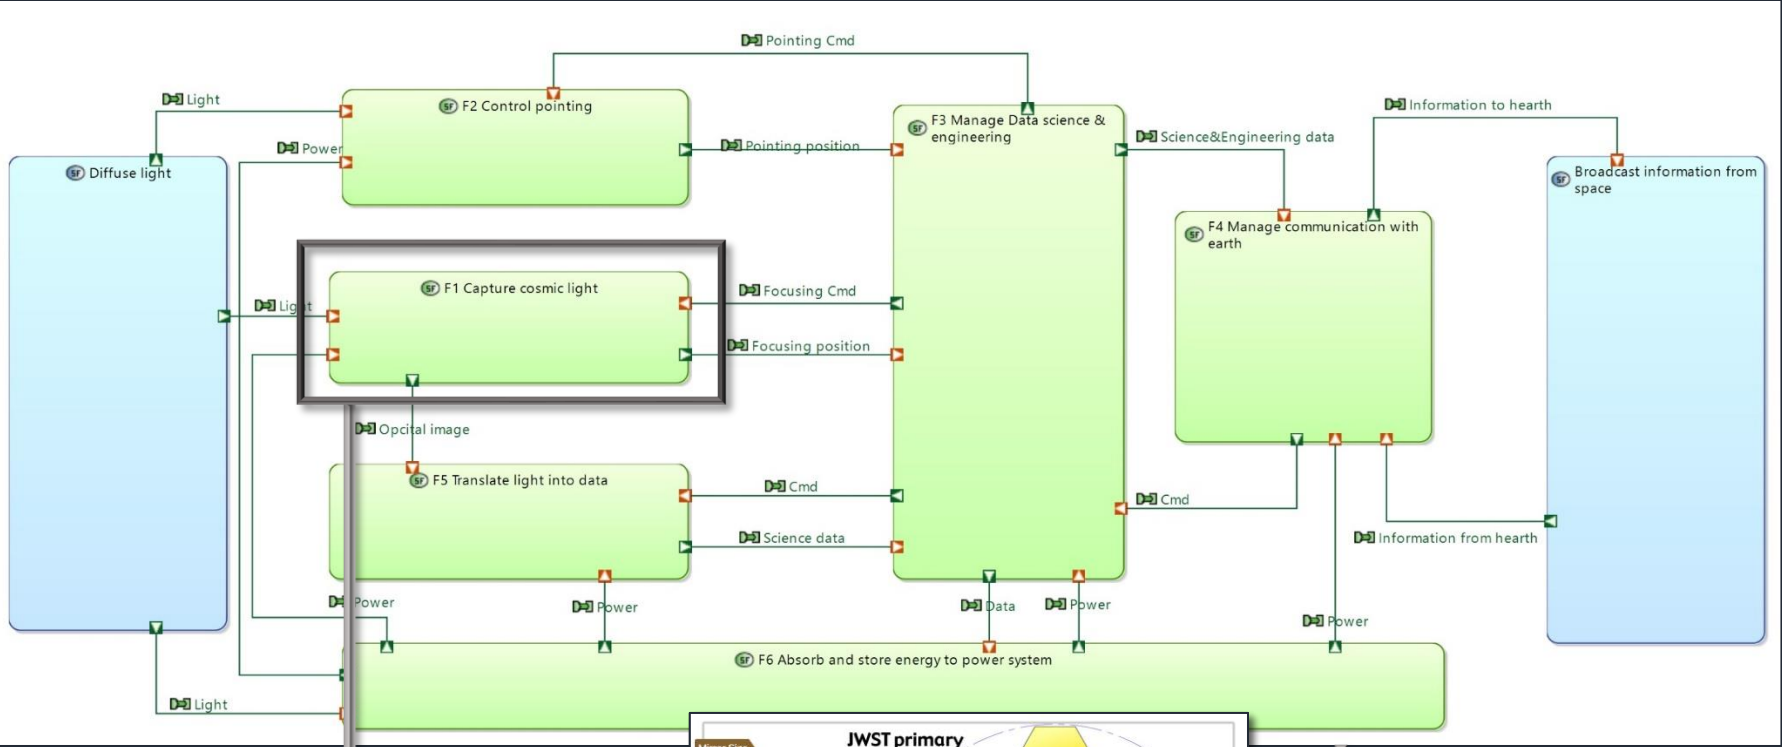 Pointing Cmd
Light
F2 Control pointing
Information to hearth
F3 Manage Data science &
engineering
Science&Engineering data
Power
Pointing position
Diffuse light
Broadcast information from
space
F4 Manage communication with
earth
F1 Capture cosmic light
Focusing Cmd
Light
Focusing position
Opcital image
F5 Translate light into data
Cmd
Cmd
Science data
Information from hearth
Power
Power
Data
Power
Power
F6 Absorb and store energy to power system
Light
JWST primary